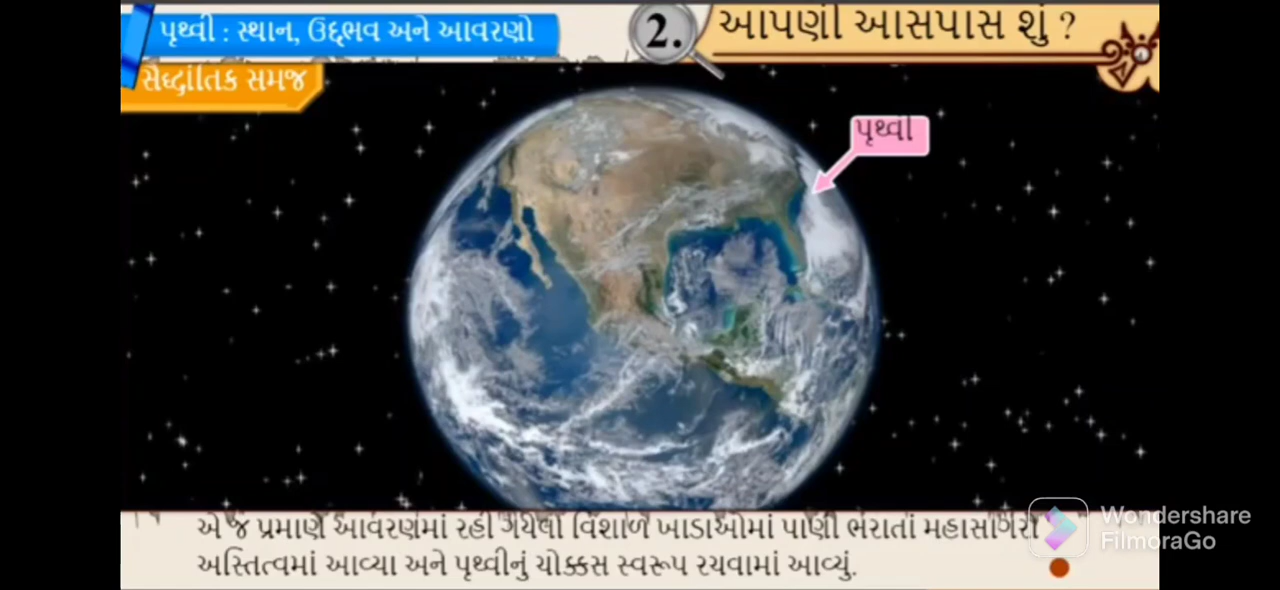 પૃથ્વી : સ્થાન, ઉદ્દભવ અને આવરણો
2. આપણી આસપાસ શું ?
સૈદ્ધાંતિક સમજ
પૃથ્વી
એ જ પ્રમાણે આવરણમાં રહી ગયેલા વિશાળ ખાડાઓમાં પાણી ભરાતાં મહાસાગરો
અસ્તિત્વમાં આવ્યા અને પૃથ્વીનું ચોક્કસ સ્વરૂપ રચવામાં આવ્યું.
Wondershare
FilmoraGo